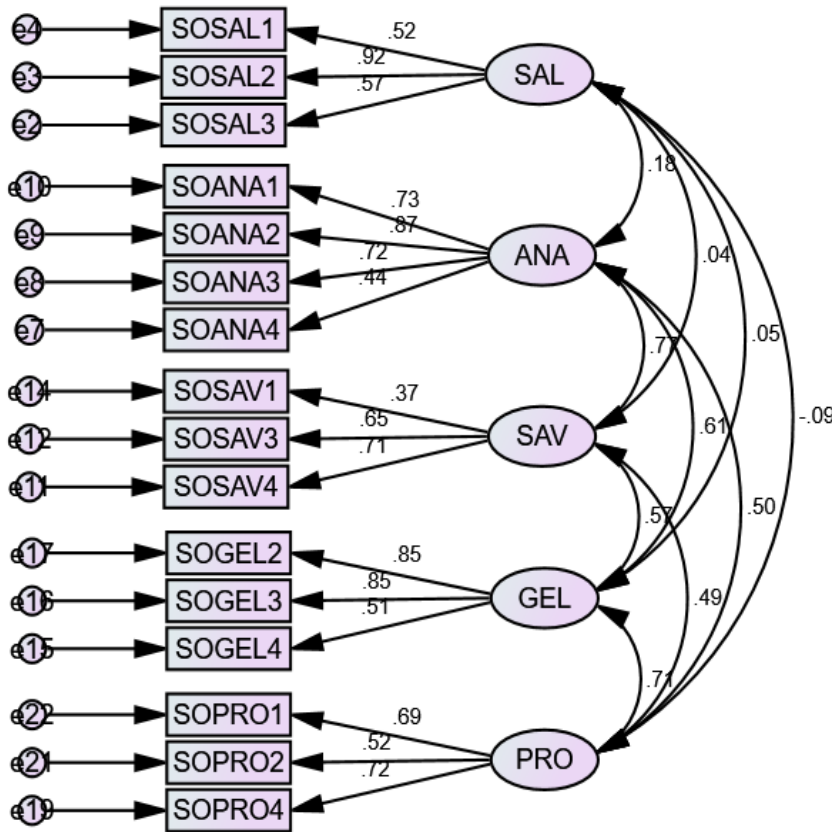 e4 SOSAL1 .52
e3 SOSAL2 .92 SAL
e2 SOSAL3 .57
.18
e10 SOANA1 .73
e9 SOANA2 .87 ANA .04
e8 SOANA3 .72
e7 SOANA4 .44
.77 .05
e14 SOSAV1 .37
e12 SOSAV3 .65 SAV .61 -.09
e11 SOSAV4 .71
.57 .50
e17 SOGEL2 .85
e16 SOGEL3 .85 GEL .49
e15 SOGEL4 .51
.71
e22 SOPRO1 .69
e21 SOPRO2 .52 PRO
e19 SOPRO4 .72